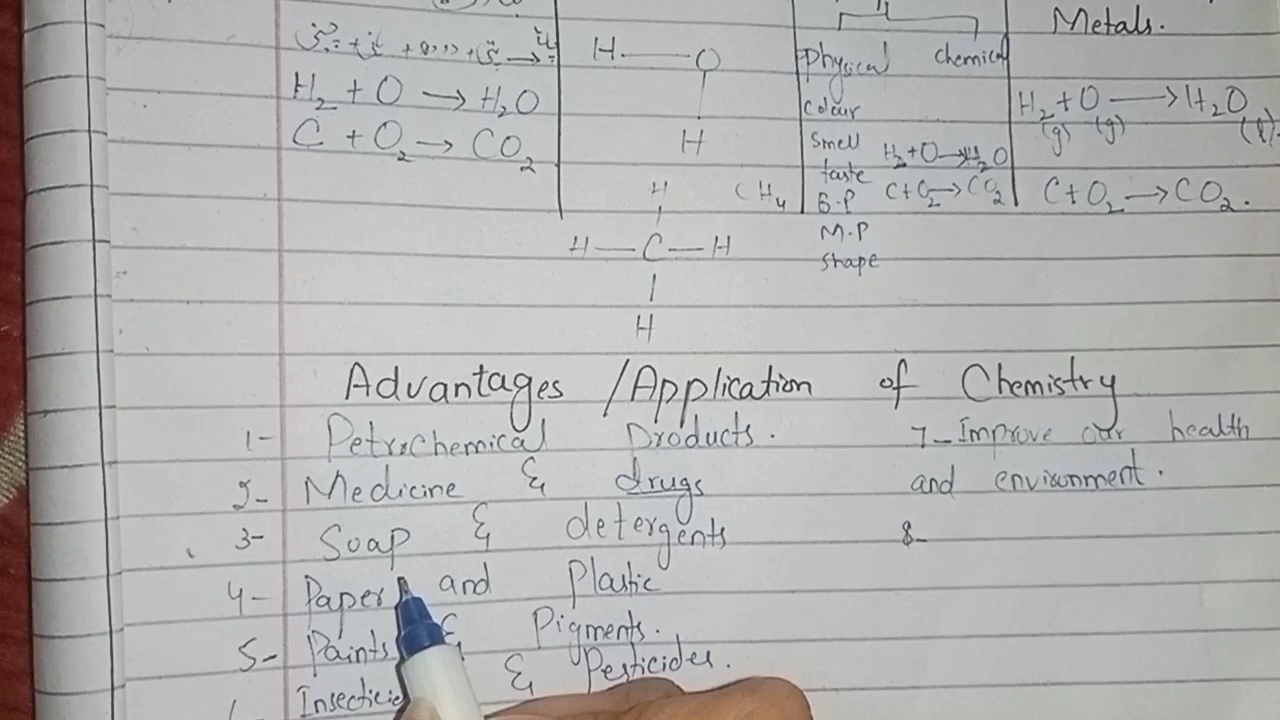 H₂ + O → H₂O
C + O₂ → CO₂
H—O
H
H
CH₄
H—C—H
H
Physical chemical
Colour
Smell
taste
B.P
M.P
Shape
H₂+O→H₂O
C+O₂→CO₂
Metals.
H₂+O → H₂O
(g) (g) (l)
C+O₂ → CO₂.
Advantages /Application of Chemistry
1- Petrochemical Products.
2- Medicine & drugs
3- Soap & detergents
4- Paper and Plastic
5- Paints & Pigments.
& Pesticides.
7- Improve our health
and environment.
8-